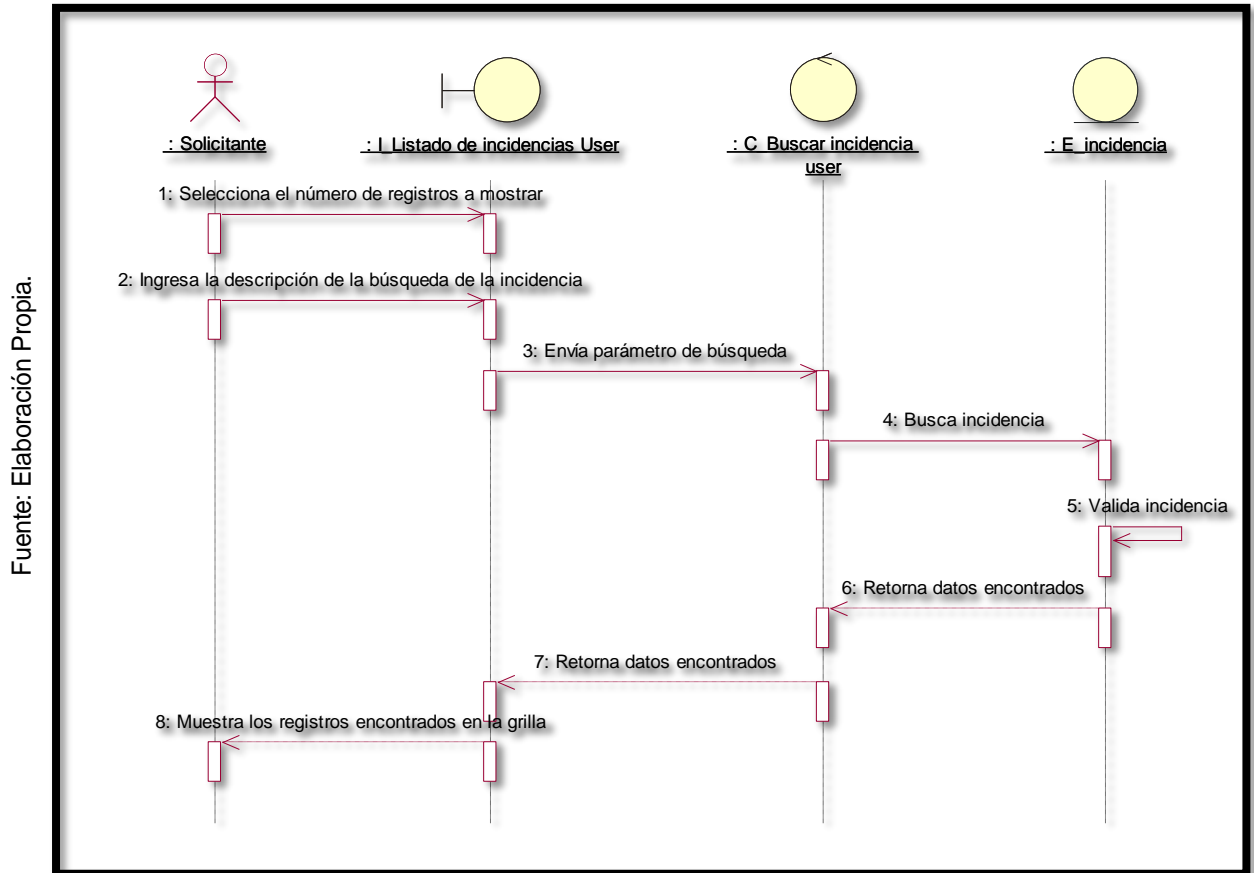 : Solicitante
: I_Listado de incidencias User
: C_Buscar incidencia
user
: E_incidencia
1: Selecciona el número de registros a mostrar
2: Ingresa la descripción de la búsqueda de la incidencia
3: Envía parámetro de búsqueda
4: Busca incidencia
5: Valida incidencia
6: Retorna datos encontrados
7: Retorna datos encontrados
8: Muestra los registros encontrados en la grilla
Fuente: Elaboración Propia.